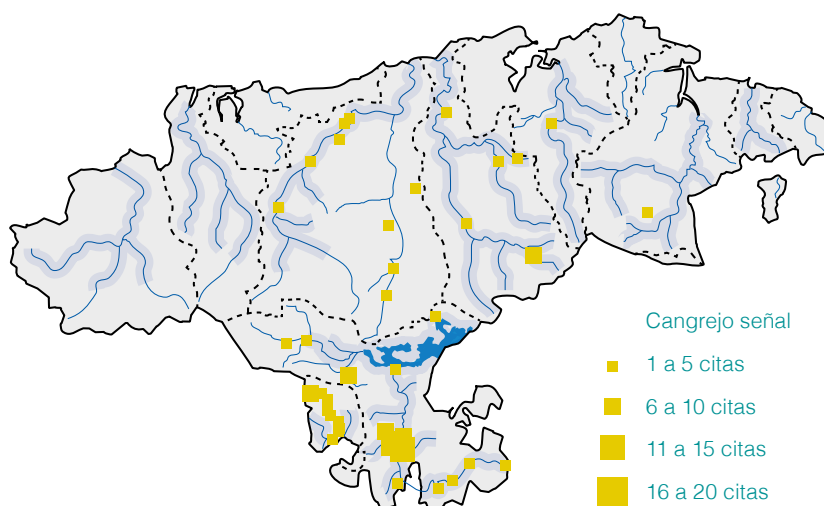 Cangrejo señal
1 a 5 citas
6 a 10 citas
11 a 15 citas
16 a 20 citas